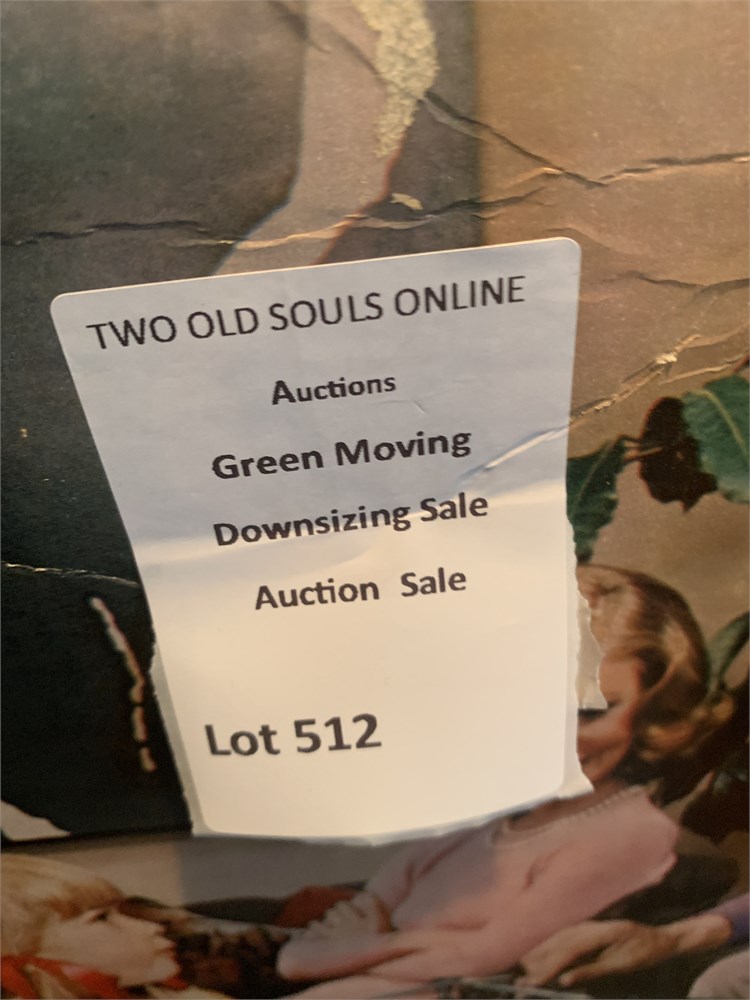 TWO OLD SOULS ONLINE
Auctions
Green Moving
Downsizing Sale
Auction Sale
Lot 512